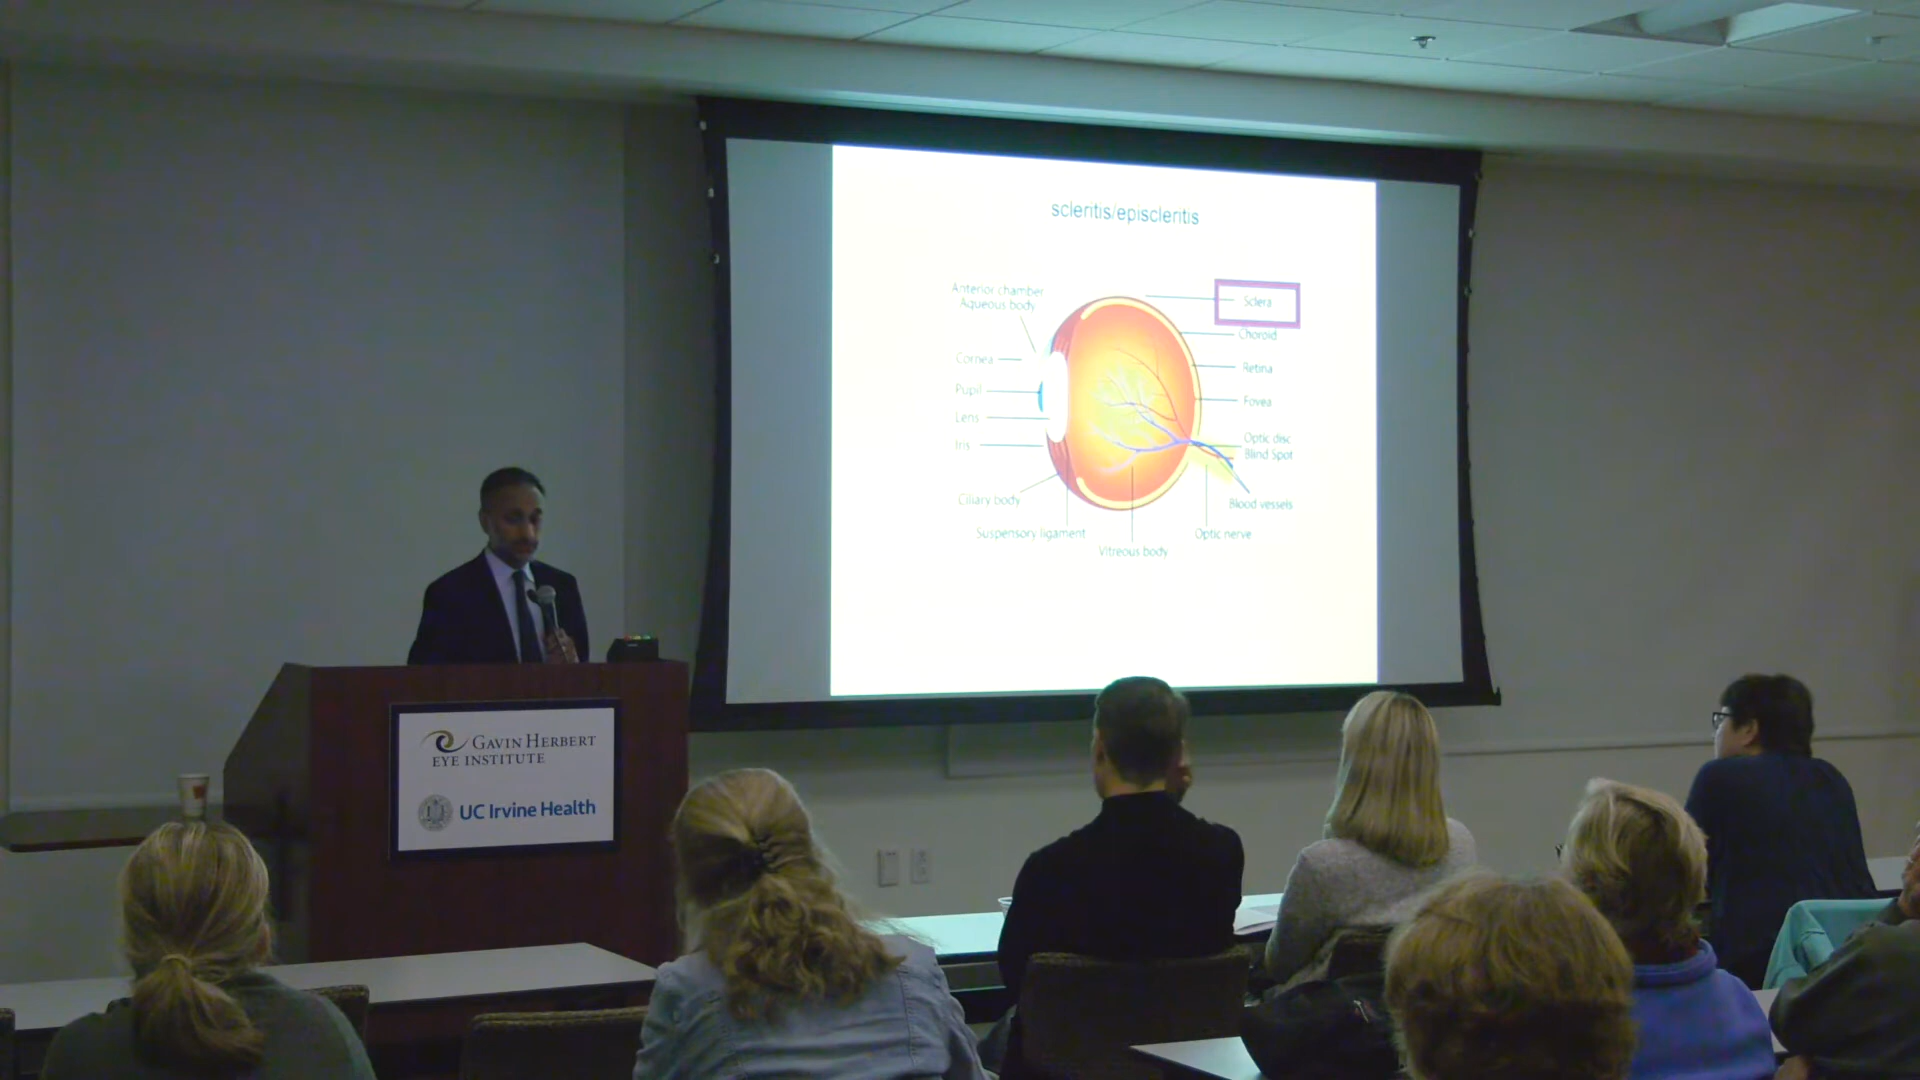 scleritis/episcleritis
Anterior chamber
Aqueous body
Cornea
Pupil
Lens
Iris
Ciliary body
Suspensory ligament
Vitreous body
Sclera
Choroid
Retina
Fovea
Optic disc
Blind Spot
Blood vessels
Optic nerve
GAVIN HERBERT
EYE INSTITUTE
UC Irvine Health